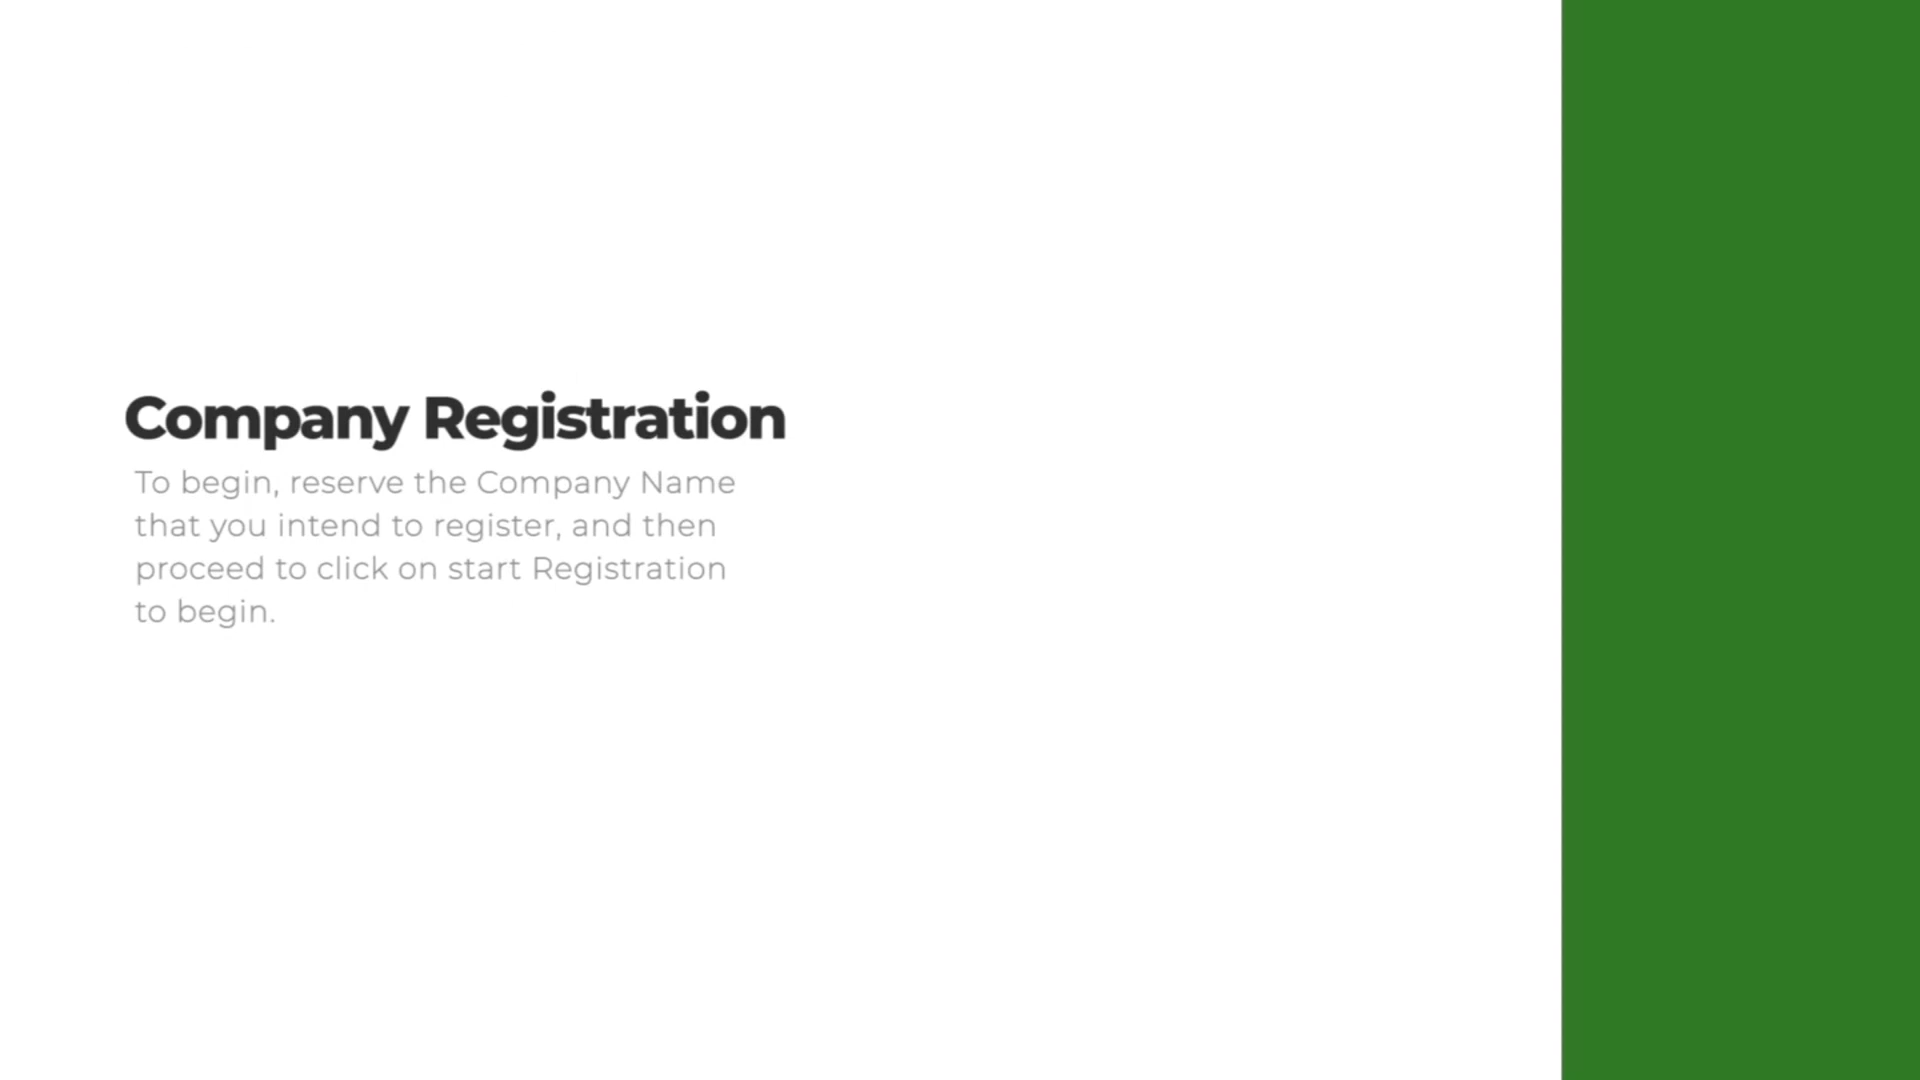 Company Registration
To begin, reserve the Company Name
that you intend to register, and then
proceed to click on start Registration
to begin.